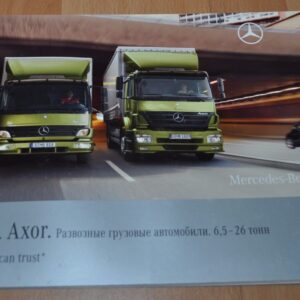 Mercedes-Be
Axor. Развозные грузовые автомобили. 6,5–26 тонн
can trust*